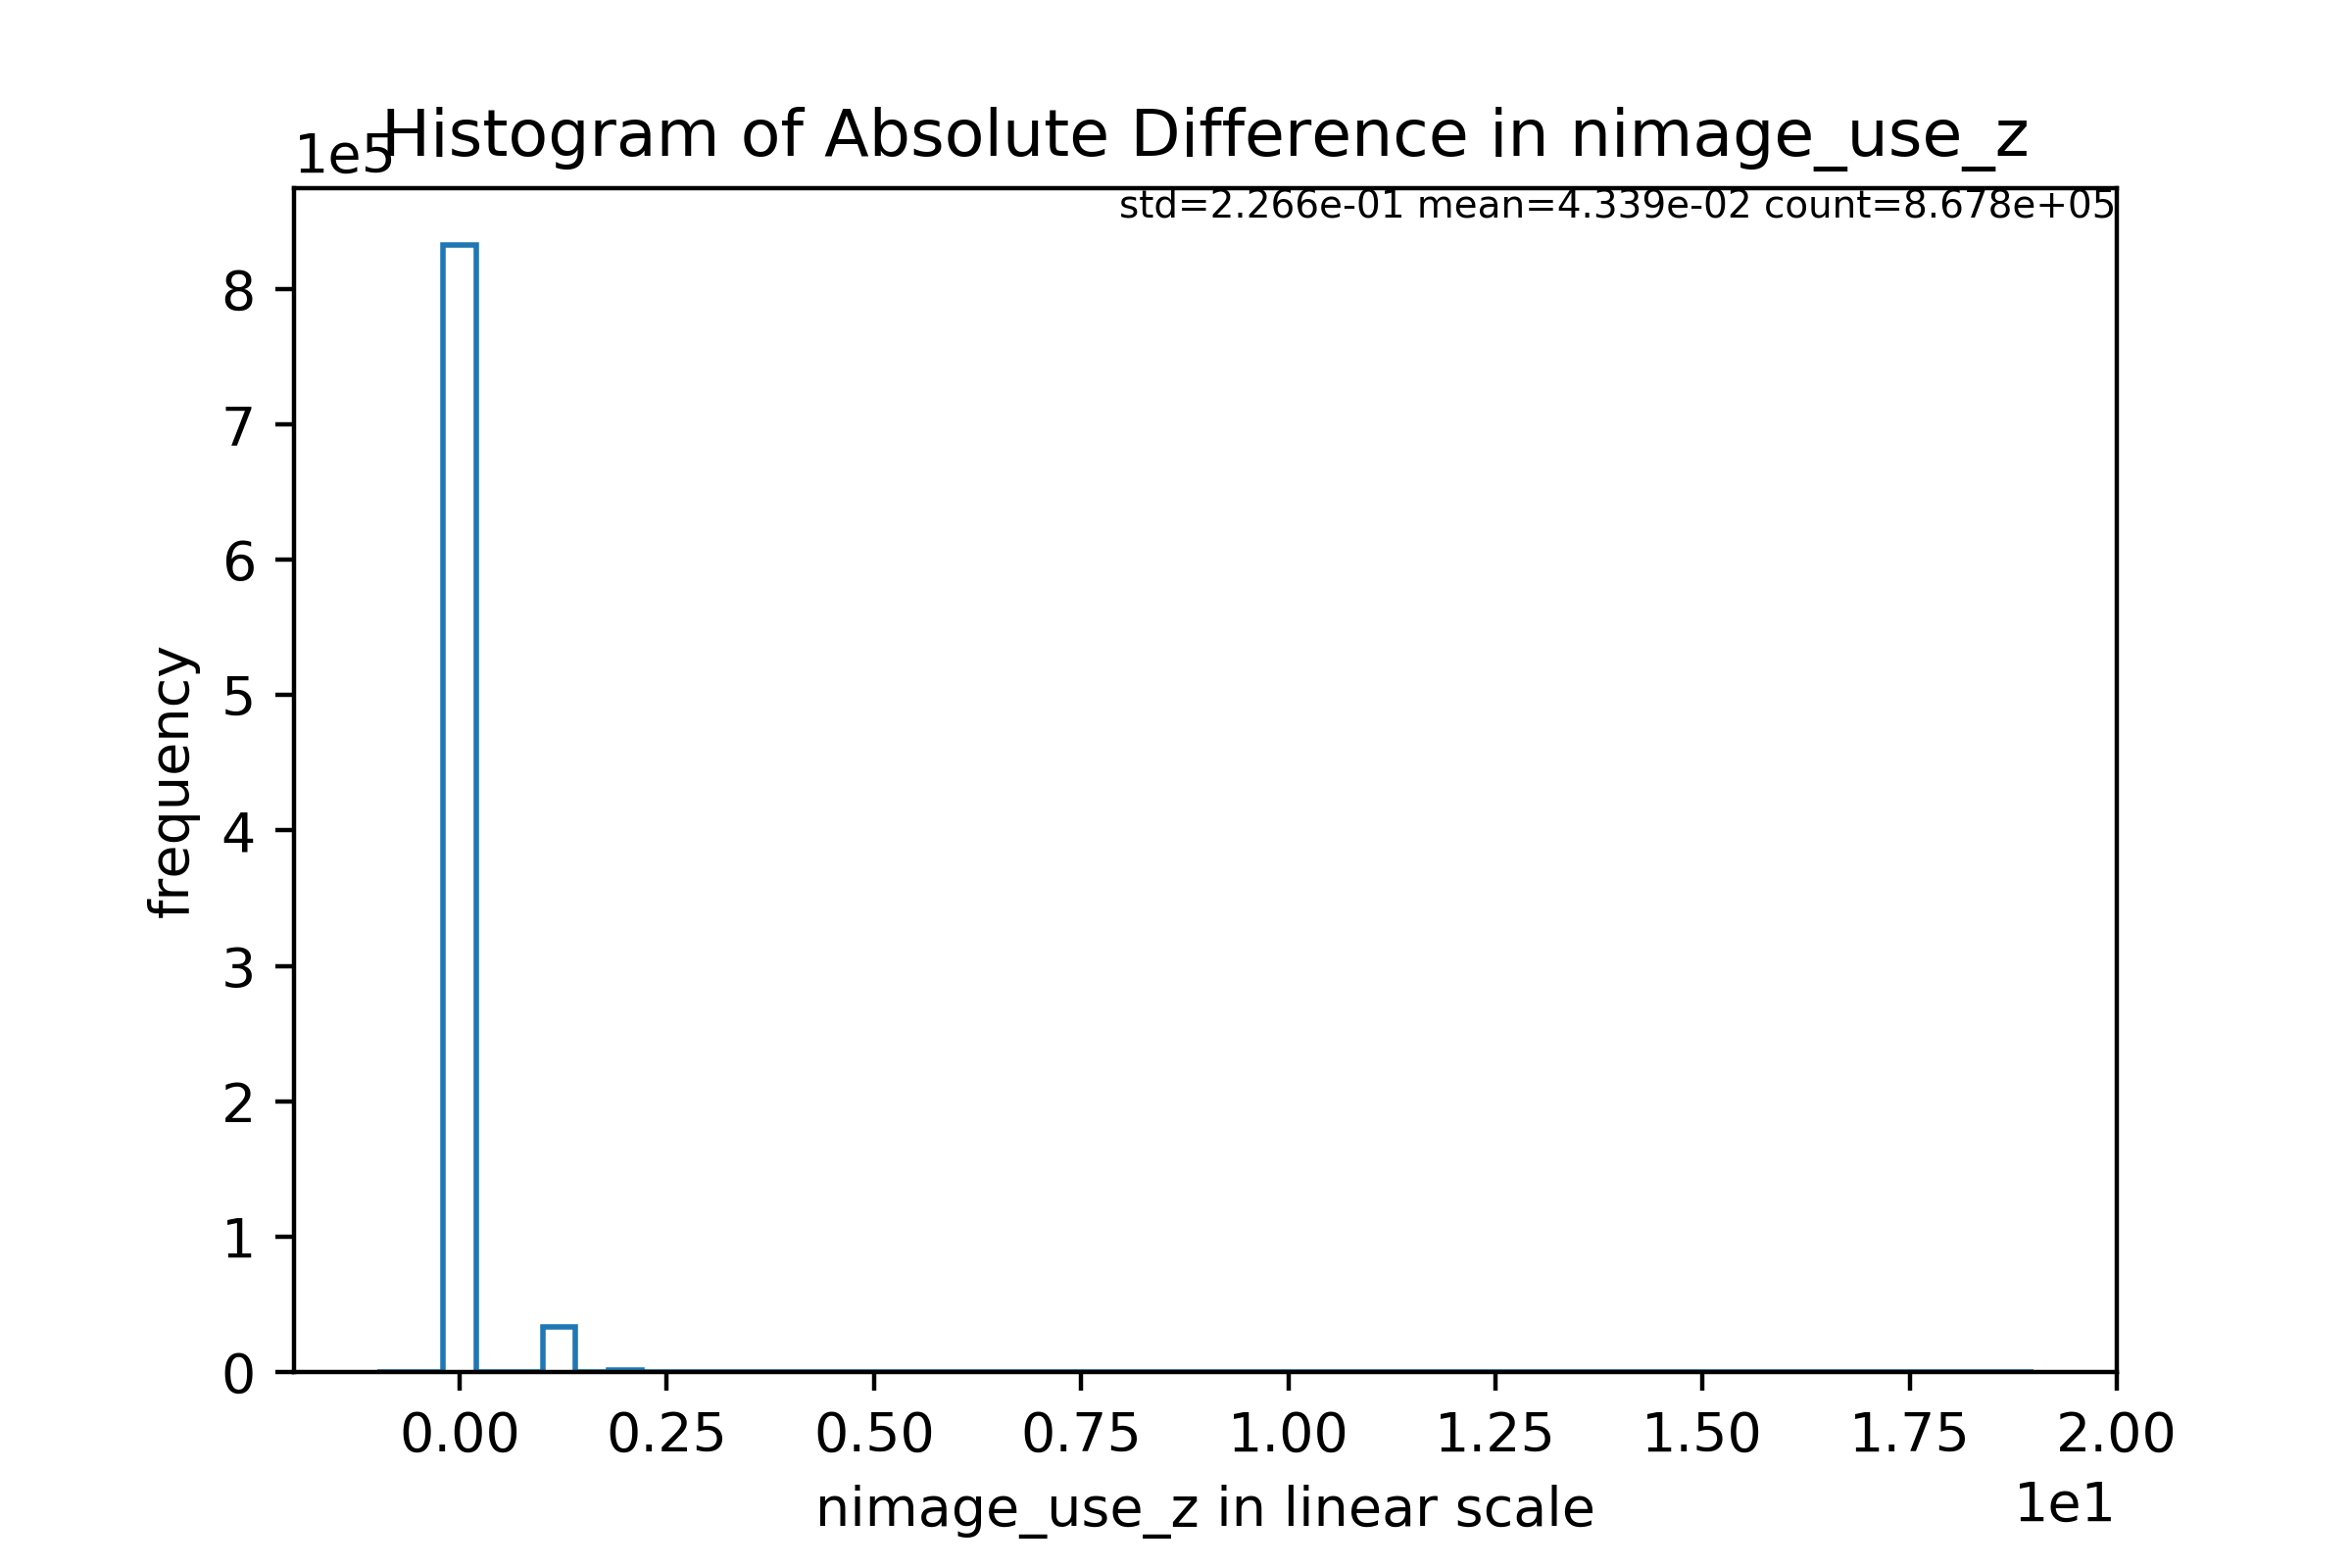 Histogram of Absolute Difference in nimage_use_z
1e5
std=2.266e-01 mean=4.339e-02 count=8.678e+05
8
7
6
5
4
3
2
1
0
frequency
0.00 0.25 0.50 0.75 1.00 1.25 1.50 1.75 2.00
1e1
nimage_use_z in linear scale